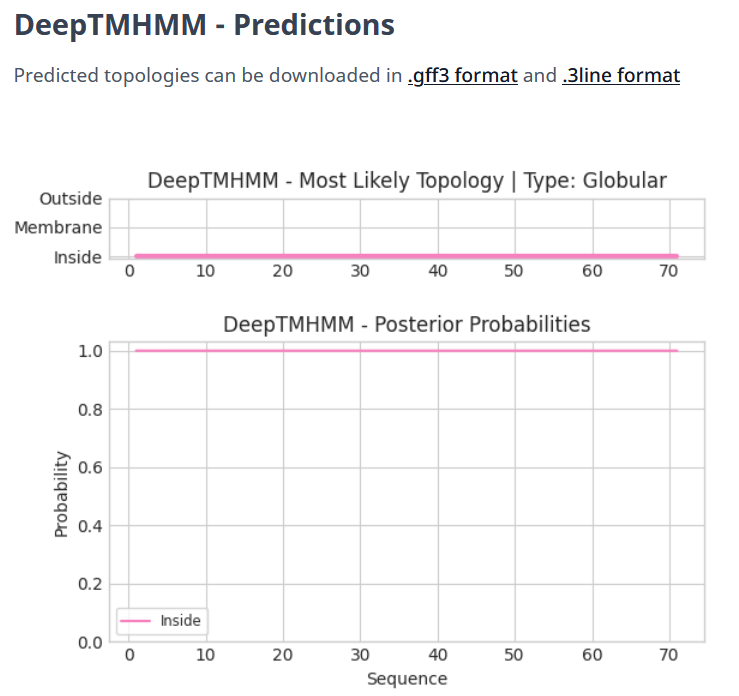 DeepTMHMM - Predictions
Predicted topologies can be downloaded in .gff3 format and .3line format
DeepTMHMM - Most Likely Topology | Type: Globular
Outside
Membrane
Inside
0 10 20 30 40 50 60 70
DeepTMHMM - Posterior Probabilities
1.0
0.8
0.6
0.4
0.2
0.0
Probability
Inside
0 10 20 30 40 50 60 70
Sequence